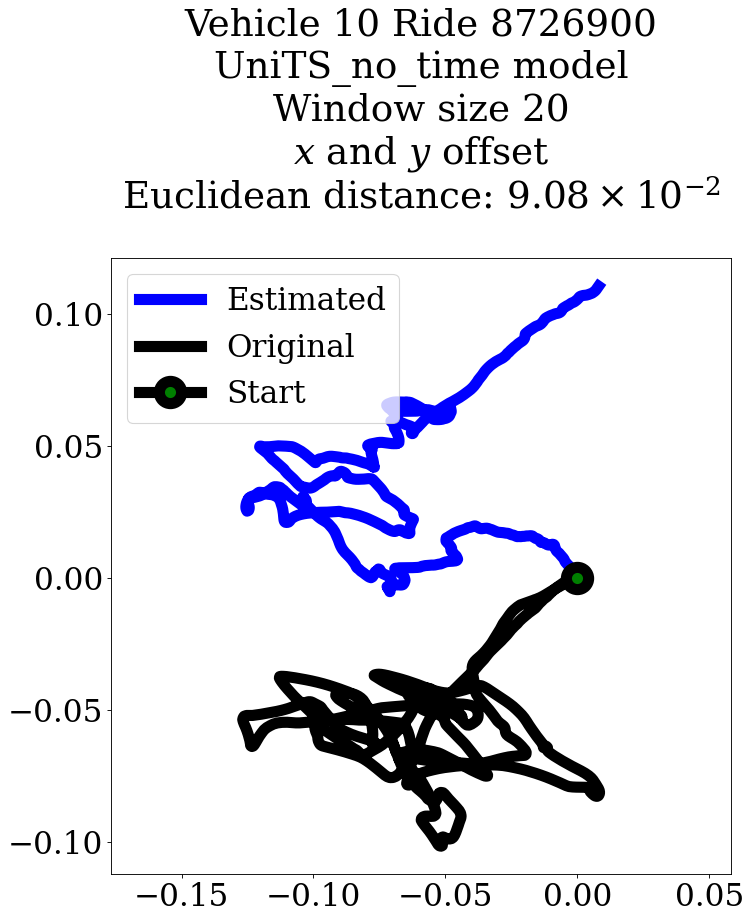 Vehicle 10 Ride 8726900
UniTS_no_time model
Window size 20
x and y offset
Euclidean distance: 9.08 × 10⁻²
Estimated
Original
Start
0.10
0.05
0.00
−0.05
−0.10
−0.15 −0.10 −0.05 0.00 0.05